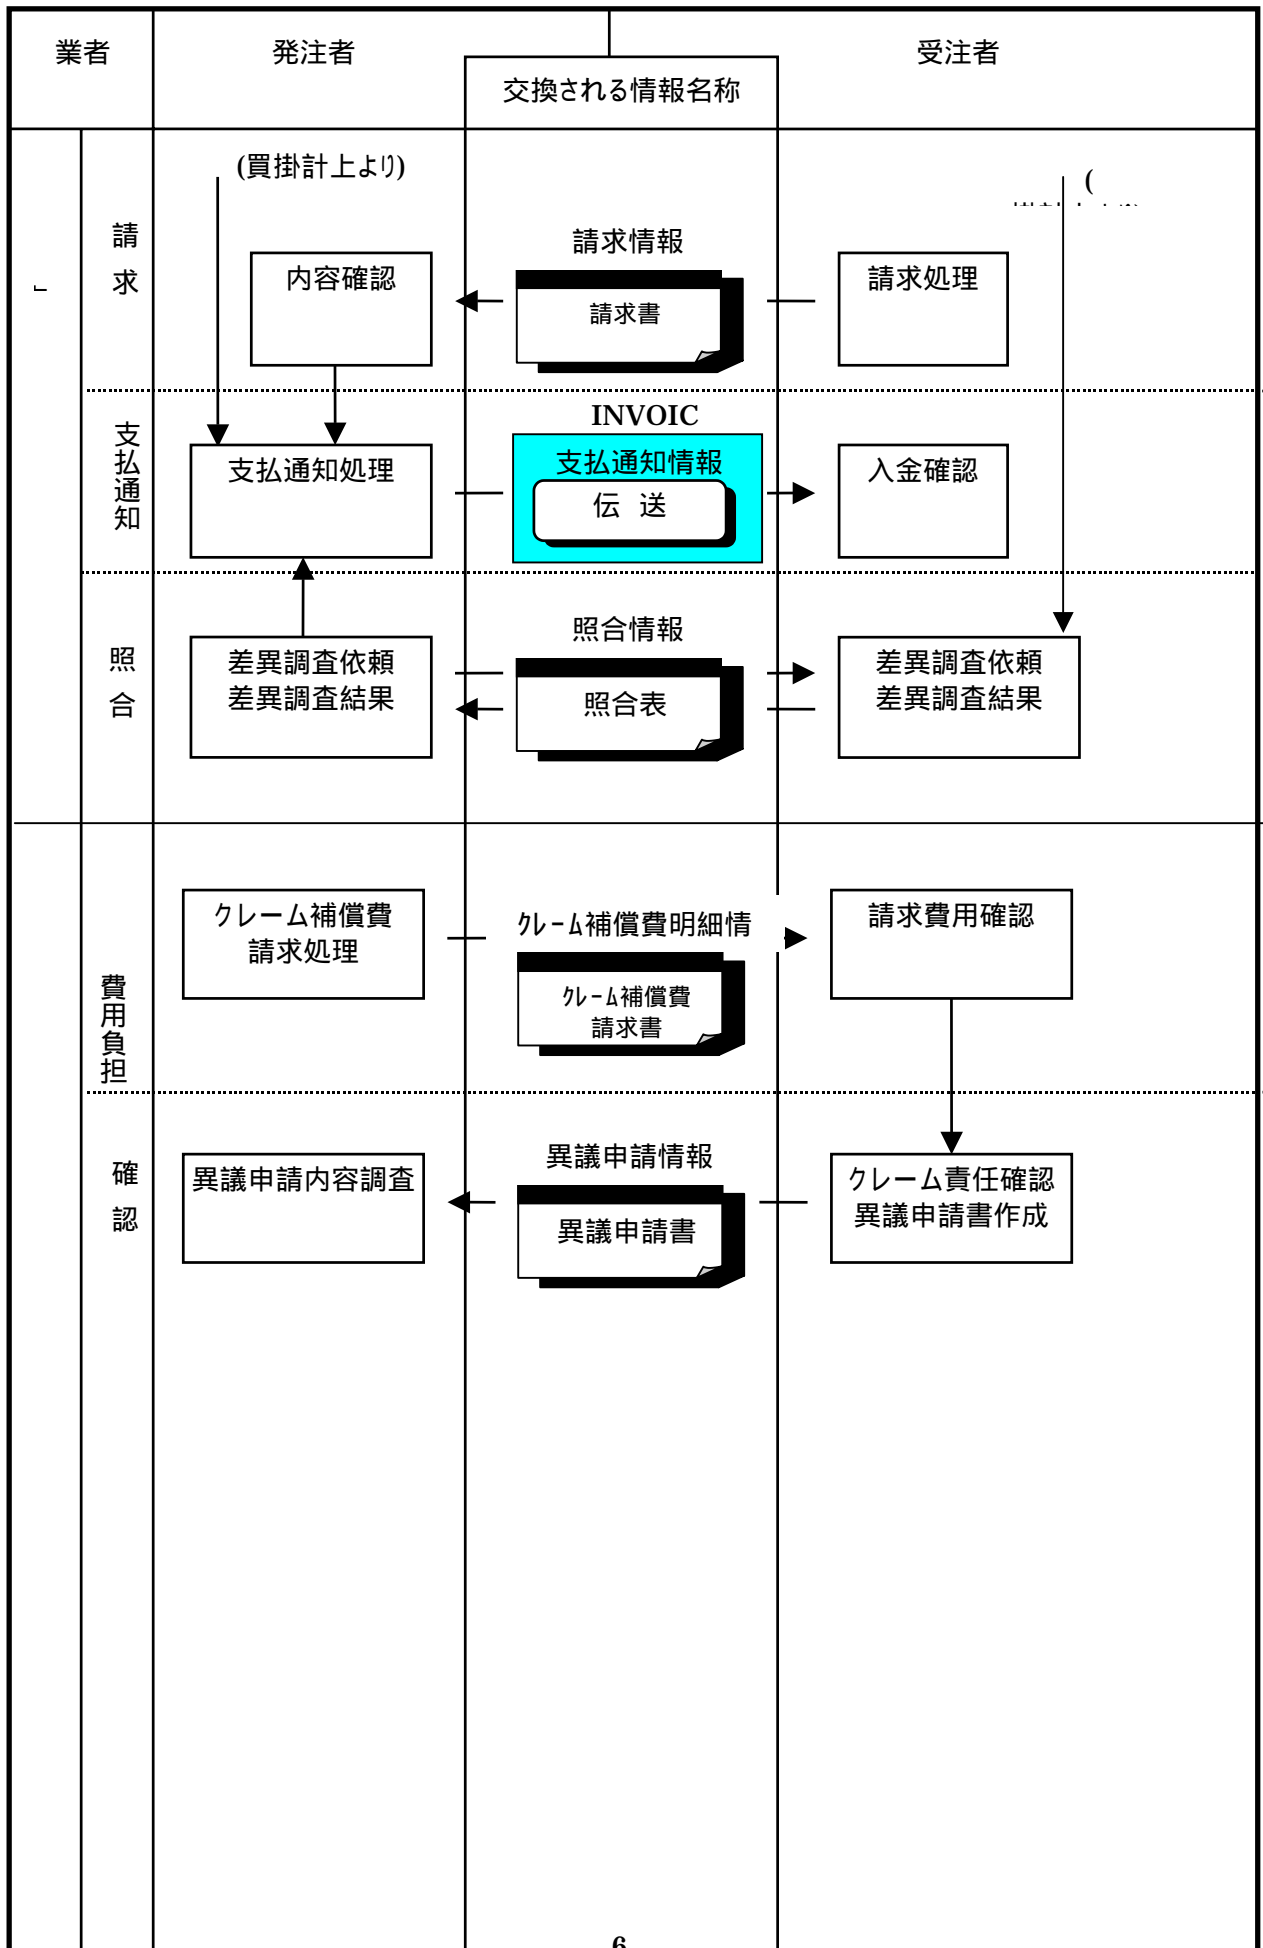 業者
発注者
受注者
交換される情報名称
(買掛計上より)
(
請求
請求情報
内容確認
請求書
請求処理
」
支払通知
INVOIC
支払通知処理
支払通知情報
伝 送
入金確認
照合
照合情報
差異調査依頼
差異調査結果
照合表
差異調査依頼
差異調査結果
費用負担
クレーム補償費
請求処理
クレーム補償費明細情
クレーム補償費
請求書
請求費用確認
確認
異議申請情報
異議申請内容調査
異議申請書
クレーム責任確認
異議申請書作成
6